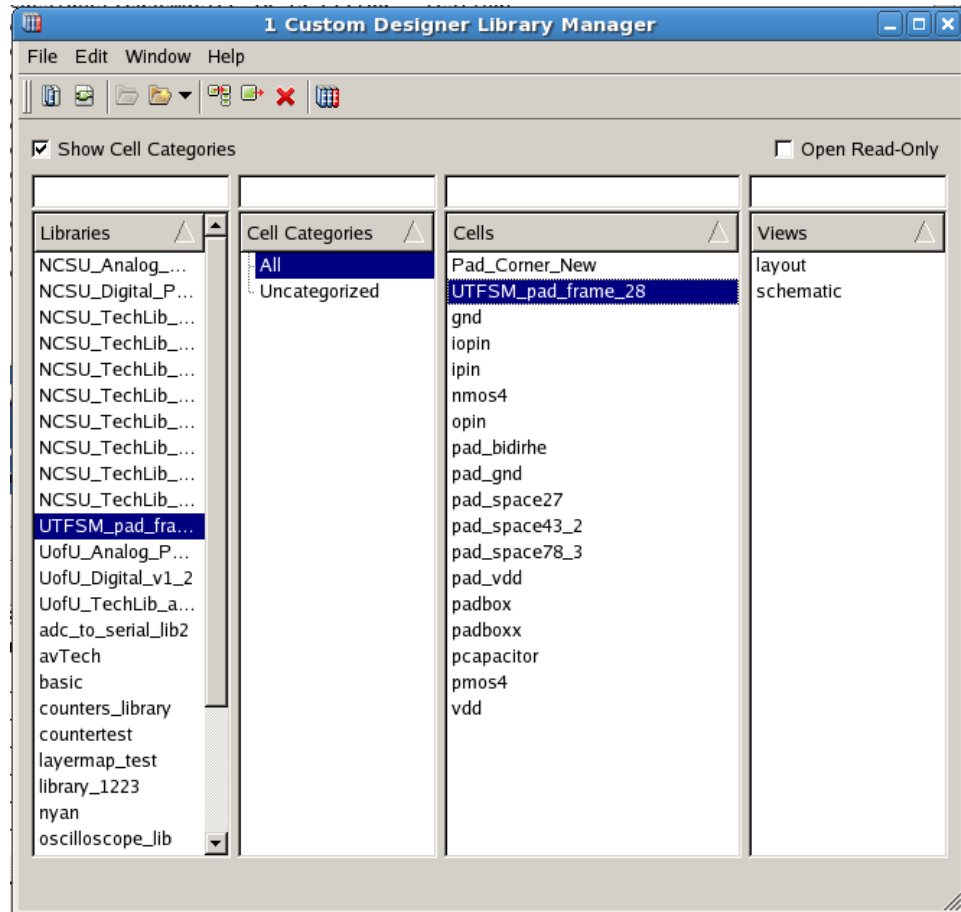 1 Custom Designer Library Manager
File Edit Window Help
Show Cell Categories
Open Read-Only
Libraries
NCSU_Analog_...
NCSU_Digital_P...
NCSU_TechLib_...
NCSU_TechLib_...
NCSU_TechLib_...
NCSU_TechLib_...
NCSU_TechLib_...
NCSU_TechLib_...
NCSU_TechLib_...
NCSU_TechLib_...
UTFSM_pad_fra...
UofU_Analog_P...
UofU_Digital_v1_2
UofU_TechLib_a...
adc_to_serial_lib2
avTech
basic
counters_library
countertest
layermap_test
library_1223
nyan
oscilloscope_lib
Cell Categories
All
Uncategorized
Cells
Pad_Corner_New
UTFSM_pad_frame_28
gnd
iopin
ipin
nmos4
opin
pad_bidirhe
pad_gnd
pad_space27
pad_space43_2
pad_space78_3
pad_vdd
padbox
padboxx
pcapacitor
pmos4
vdd
Views
layout
schematic